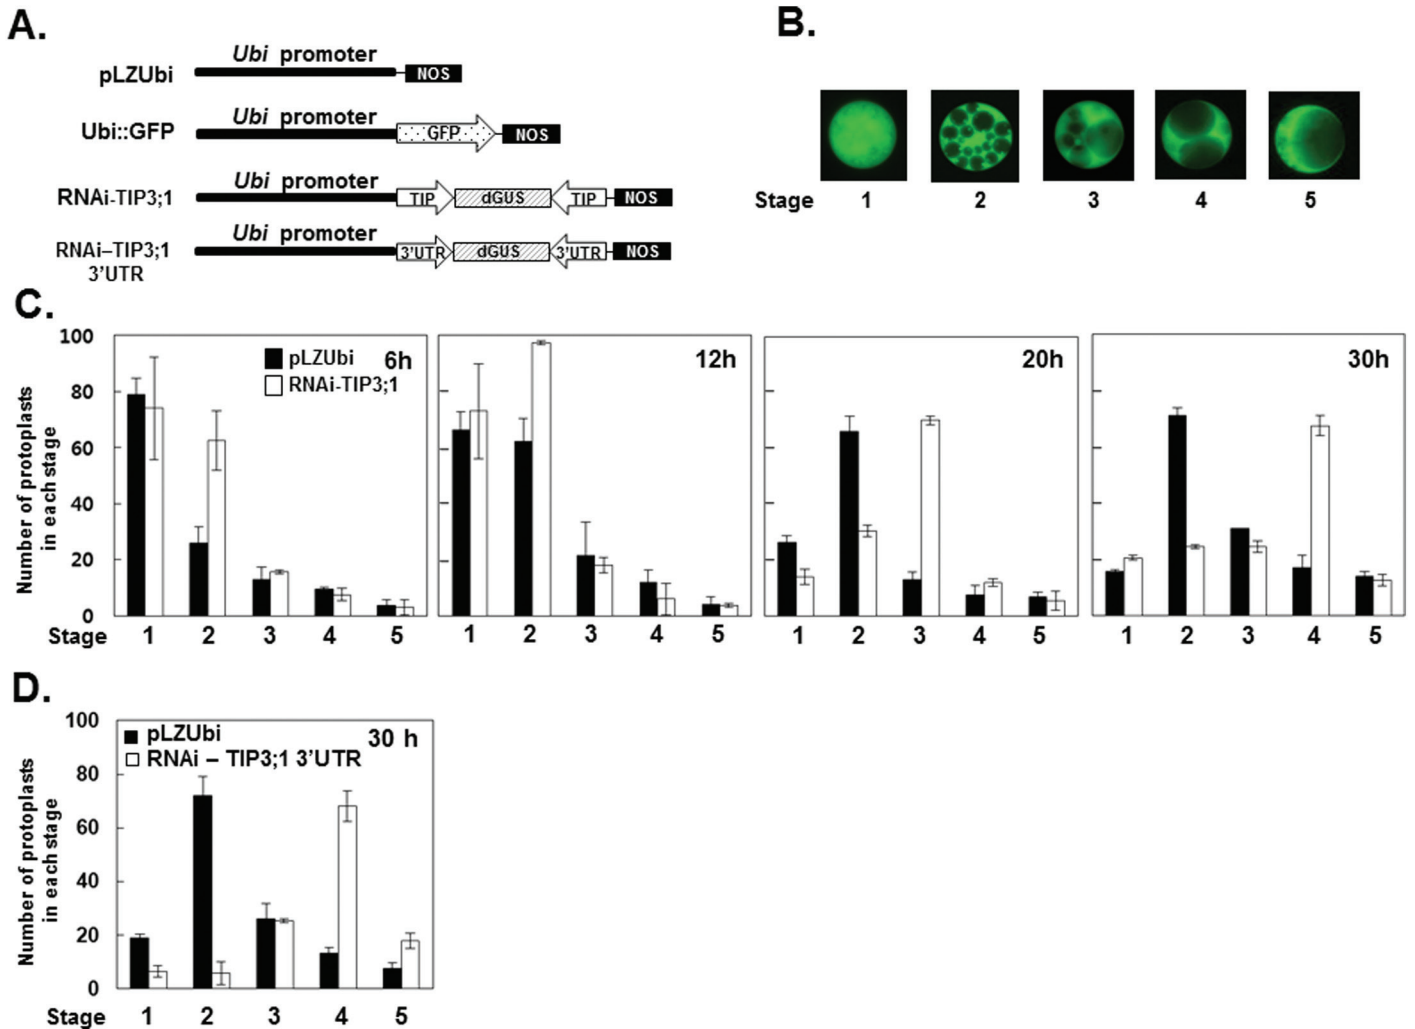 A.
Ubi promoter
pLZUbi
NOS
Ubi promoter
Ubi::GFP
GFP
NOS
Ubi promoter
RNAi-TIP3;1
TIP
dGUS
TIP
NOS
Ubi promoter
RNAi–TIP3;1
3’UTR
3’UTR
dGUS
3’UTR
NOS
B.
Stage 1 2 3 4 5
C.
Number of protoplasts
in each stage
100
80
60
40
20
0
pLZUbi
RNAi-TIP3;1
6h
12h
20h
30h
Stage 1 2 3 4 5 1 2 3 4 5 1 2 3 4 5 1 2 3 4 5
D.
Number of protoplasts
in each stage
100
80
60
40
20
0
pLZUbi
RNAi – TIP3;1 3’UTR
30 h
Stage 1 2 3 4 5